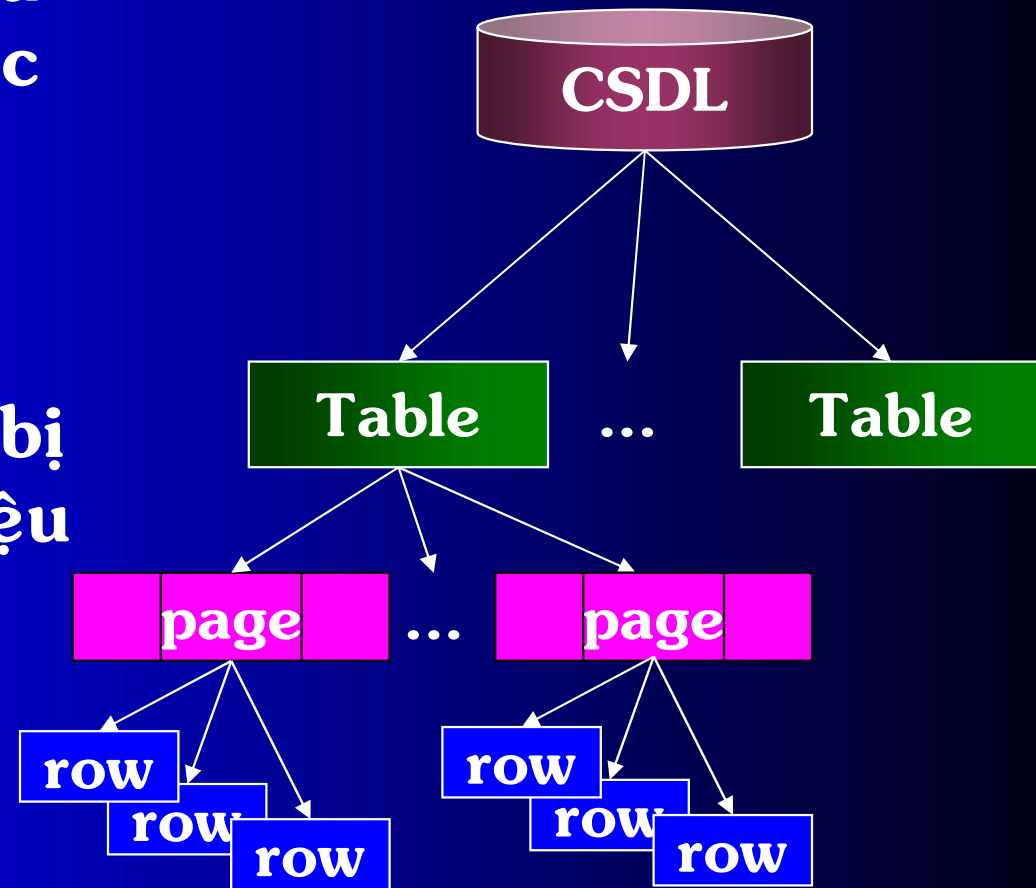 c
CSDL
Table ... Table
bị
ệu
page ... page
row row
row row
row row